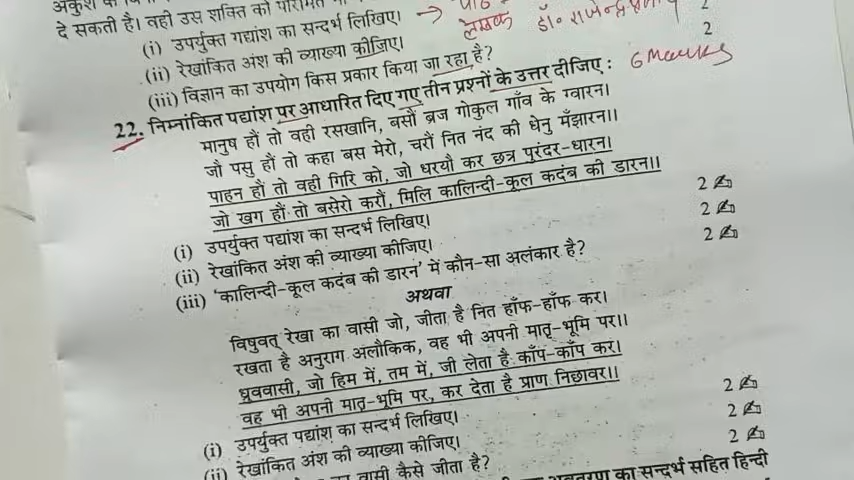 दे सकती है। वही उस शक्ति को
(i) उपर्युक्त गद्यांश का सन्दर्भ लिखिए। → 2
लेखक डॉ०
(ii) रेखांकित अंश की व्याख्या कीजिए। 2
(iii) विज्ञान का उपयोग किस प्रकार किया जा रहा है?
22. निम्नांकित पद्यांश पर आधारित दिए गए तीन प्रश्नों के उत्तर दीजिए : 6 Marks
मानुष हौं तो वही रसखानि, बसौं ब्रज गोकुल गाँव के ग्वारन।
जौ पसु हौं तो कहा बस मेरो, चरौं नित नंद की धेनु मँझारन।।
पाहन हौं तो वही गिरि को, जो धरयौ कर छत्र पुरंदर-धारन।
जो खग हौं तो बसेरो करौं, मिलि कालिन्दी-कूल कदंब की डारन।।
(i) उपर्युक्त पद्यांश का सन्दर्भ लिखिए। 2
(ii) रेखांकित अंश की व्याख्या कीजिए। 2
(iii) 'कालिन्दी-कूल कदंब की डारन' में कौन-सा अलंकार है? 2
अथवा
विषुवत् रेखा का वासी जो, जीता है नित हाँफ-हाँफ कर।
रखता है अनुराग अलौकिक, वह भी अपनी मातृ-भूमि पर।।
ध्रुववासी, जो हिम में, तम में, जी लेता है काँप-काँप कर।
वह भी अपनी मातृ-भूमि पर, कर देता है प्राण निछावर।।
(i) उपर्युक्त पद्यांश का सन्दर्भ लिखिए। 2
(ii) रेखांकित अंश की व्याख्या कीजिए। 2
वासी कैसे जीता है? 2
अवतरण का सन्दर्भ सहित हिन्दी